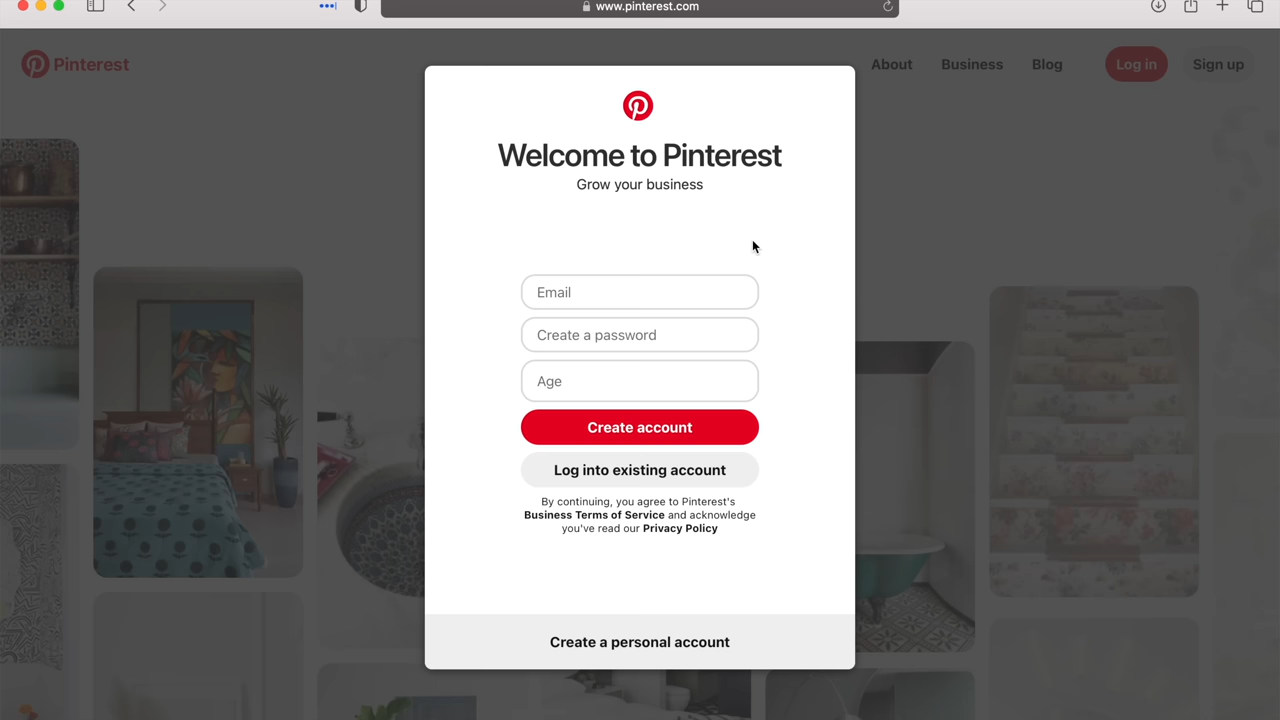 www.pinterest.com
Pinterest
About
Business
Blog
Log in
Sign up
Welcome to Pinterest
Grow your business
Email
Create a password
Age
Create account
Log into existing account
By continuing, you agree to Pinterest's
Business Terms of Service and acknowledge
you've read our Privacy Policy
Create a personal account